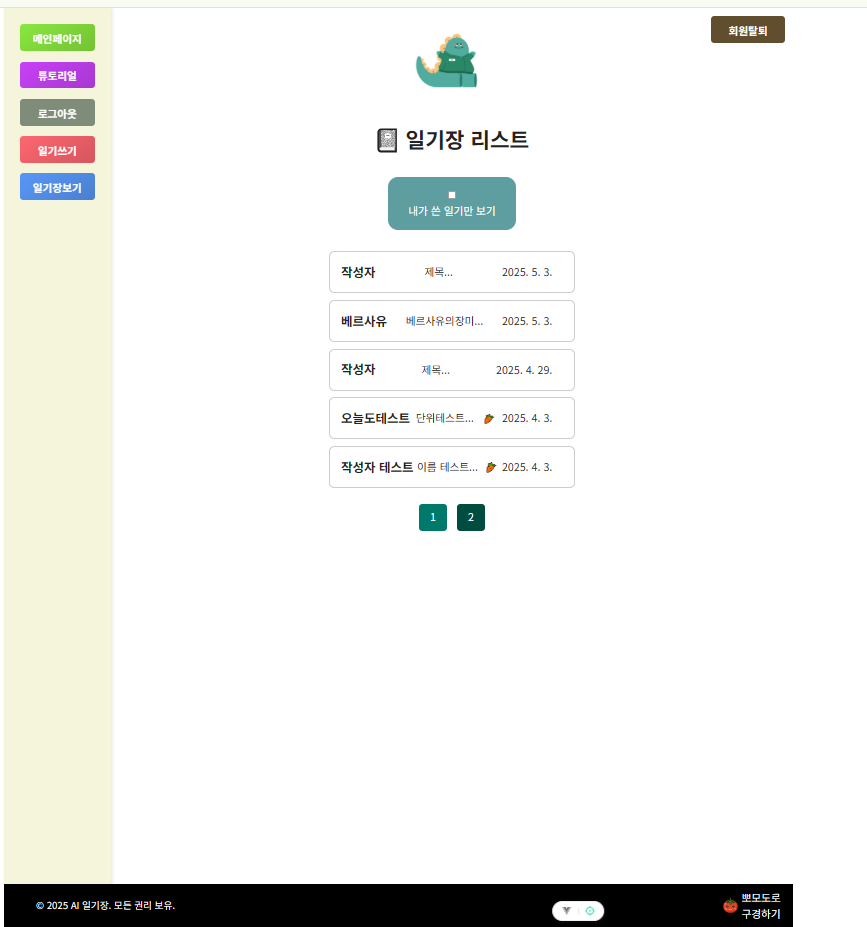 메인페이지
튜토리얼
로그아웃
일기쓰기
일기장보기
회원탈퇴
일기장 리스트
내가 쓴 일기만 보기
작성자 제목... 2025. 5. 3.
베르사유 베르사유의장미... 2025. 5. 3.
작성자 제목... 2025. 4. 29.
오늘도테스트 단위테스트... 2025. 4. 3.
작성자 테스트 이름 테스트... 2025. 4. 3.
1 2
© 2025 AI 일기장. 모든 권리 보유.
뽀모도로
구경하기